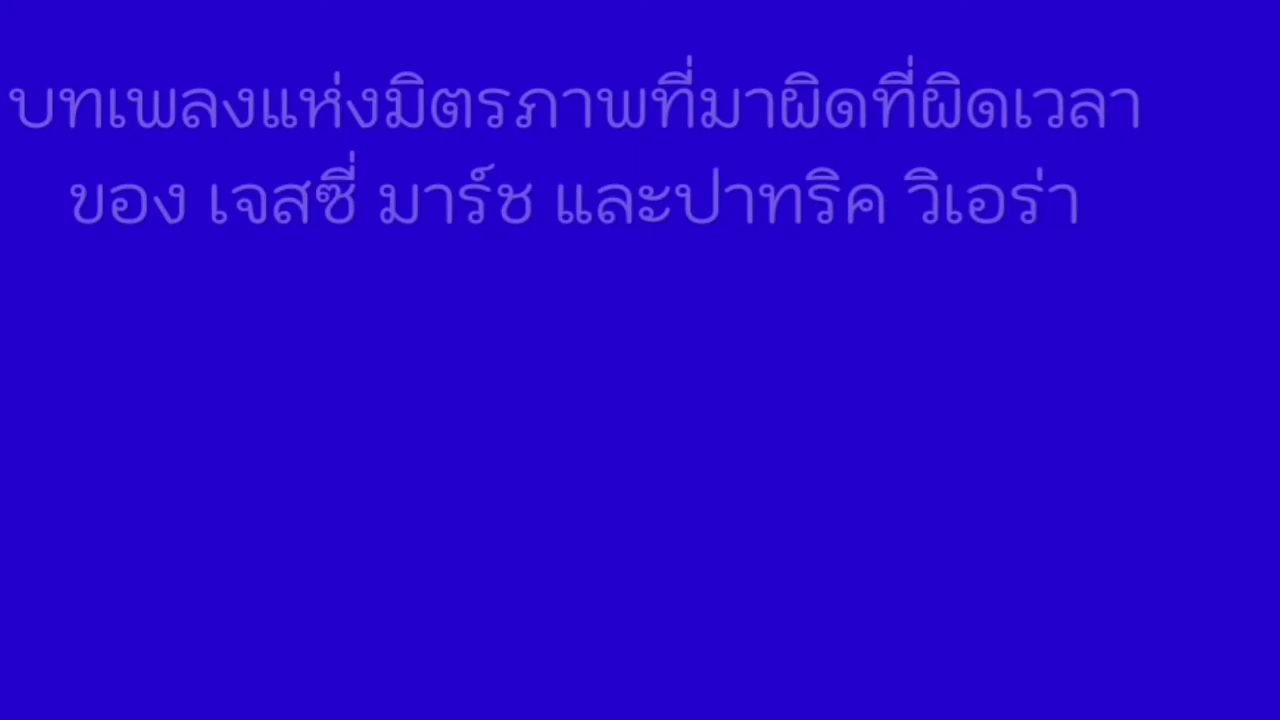 บทเพลงแห่งมิตรภาพที่มาผิดที่ผิดเวลา
ของ เจสซี่ มาร์ช และปาทริค วิเอร่า